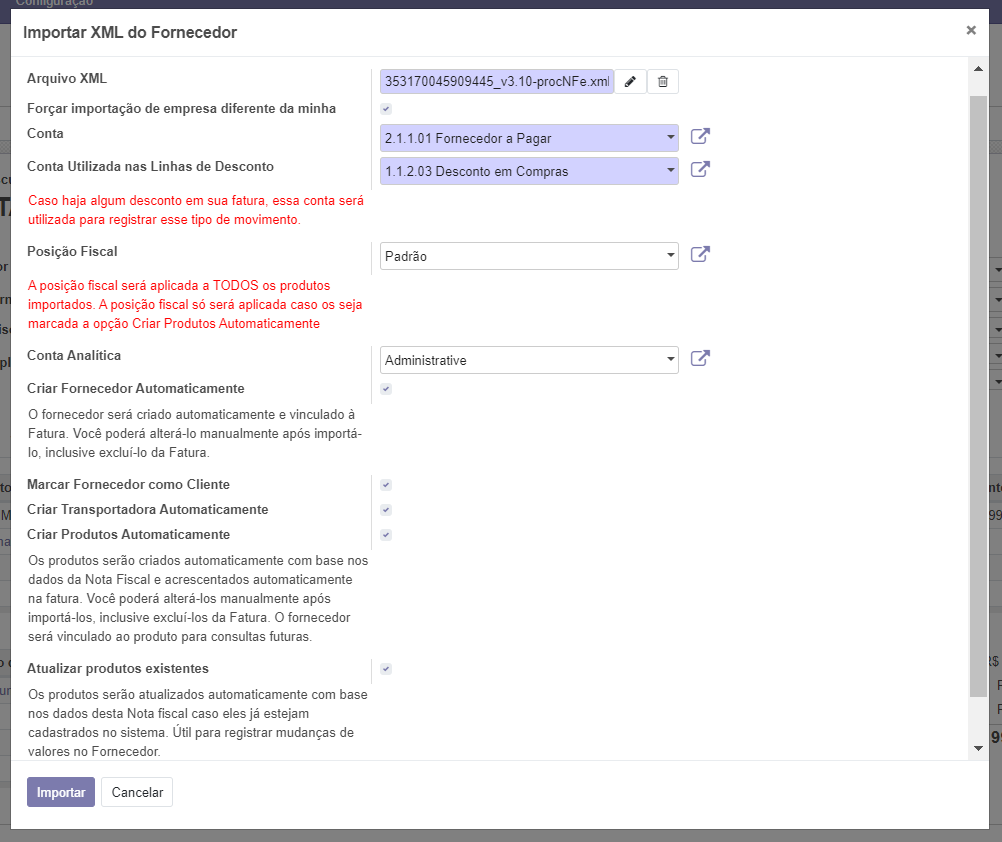 Configuração
Importar XML do Fornecedor
×
Arquivo XML
353170045909445_v3.10-procNFe.xml
Forçar importação de empresa diferente da minha
Conta
2.1.1.01 Fornecedor a Pagar
Conta Utilizada nas Linhas de Desconto
1.1.2.03 Desconto em Compras
Caso haja algum desconto em sua fatura, essa conta será
utilizada para registrar esse tipo de movimento.
Posição Fiscal
Padrão
A posição fiscal será aplicada a TODOS os produtos
importados. A posição fiscal só será aplicada caso os seja
marcada a opção Criar Produtos Automaticamente
Conta Analítica
Administrative
Criar Fornecedor Automaticamente
O fornecedor será criado automaticamente e vinculado à
Fatura. Você poderá alterá-lo manualmente após importá-
lo, inclusive excluí-lo da Fatura.
Marcar Fornecedor como Cliente
Criar Transportadora Automaticamente
Criar Produtos Automaticamente
Os produtos serão criados automaticamente com base nos
dados da Nota Fiscal e acrescentados automaticamente
na fatura. Você poderá alterá-los manualmente após
importá-los, inclusive excluí-los da Fatura. O fornecedor
será vinculado ao produto para consultas futuras.
Atualizar produtos existentes
Os produtos serão atualizados automaticamente com base
nos dados desta Nota fiscal caso eles já estejam
cadastrados no sistema. Útil para registrar mudanças de
valores no Fornecedor.
Importar
Cancelar